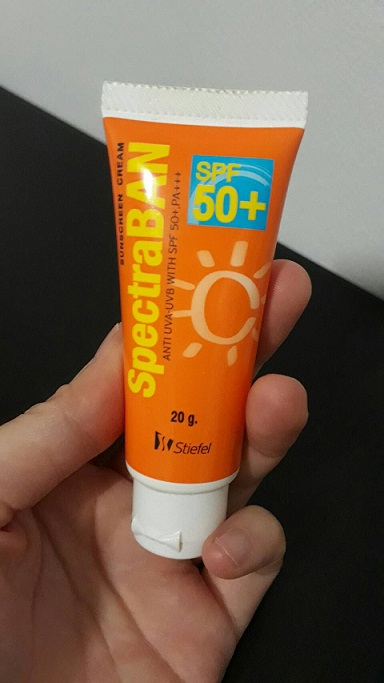 SUNSCREEN CREAM
SpectraBAN
ANTI UVA-UVB WITH SPF 50+,PA+++
SPF
50+
20 g.
Stiefel